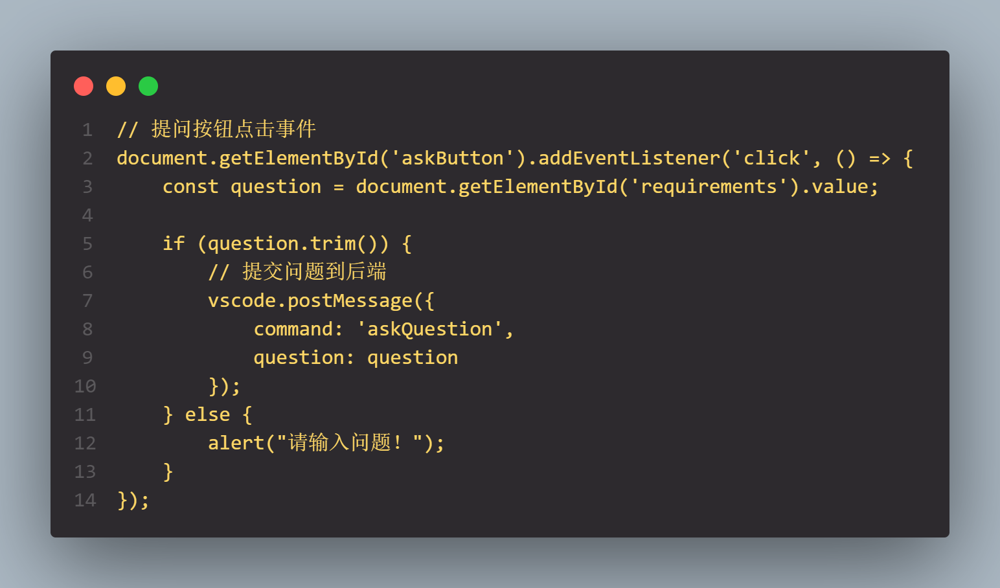 1 // 提问按钮点击事件
2 document.getElementById('askButton').addEventListener('click', () => {
3     const question = document.getElementById('requirements').value;
4
5     if (question.trim()) {
6         // 提交问题到后端
7         vscode.postMessage({
8             command: 'askQuestion',
9             question: question
10         });
11     } else {
12         alert("请输入问题！");
13     }
14 });